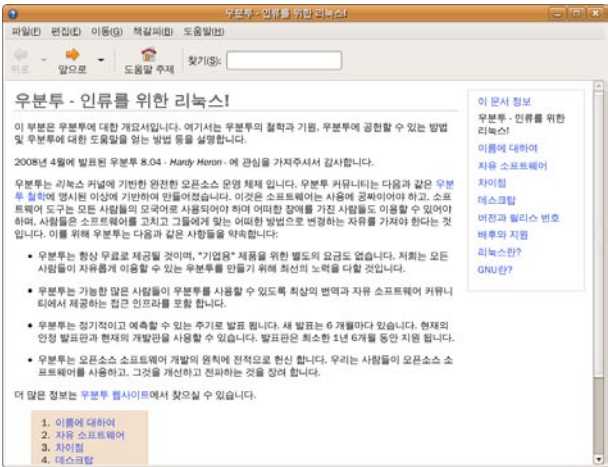 우분투 - 인류를 위한 리눅스!
파일(F) 편집(E) 이동(G) 책갈피(B) 도움말(H)
뒤로 앞으로 도움말 주제 찾기(S):
우분투 - 인류를 위한 리눅스!
이 부분은 우분투에 대한 개요서입니다. 여기서는 우분투의 철학과 기원, 우분투에 공헌할 수 있는 방법
및 우분투에 대한 도움말을 얻는 방법 등을 설명합니다.
2008년 4월에 발표된 우분투 8.04 - Hardy Heron - 에 관심을 가져주셔서 감사합니다.
우분투는 리눅스 커널에 기반한 완전한 오픈소스 운영 체제 입니다. 우분투 커뮤니티는 다음과 같은 우분
투 철학에 명시된 이상에 기반하여 만들어졌습니다. 이것은 소프트웨어는 사용에 공짜이어야 하고, 소프
트웨어 도구는 모든 사람들의 모국어로 사용되어야 하며 어떠한 장애를 가진 사람들도 이용할 수 있어야
하며, 사람들은 소프트웨어를 고치고 그들에게 맞는 어떠한 방법으로 변경하는 자유를 가져야 한다는 것
입니다. 이를 위해 우분투는 다음과 같은 사항들을 약속합니다:
• 우분투는 항상 무료로 제공될 것이며, "기업용" 제품을 위한 별도의 요금도 없습니다. 저희는 모든
사람들이 자유롭게 이용할 수 있는 우분투를 만들기 위해 최선의 노력을 다할 것입니다.
• 우분투는 가능한 많은 사람들이 우분투를 사용할 수 있도록 최상의 번역과 자유 소프트웨어 커뮤니
티에서 제공하는 접근 인프라를 포함 합니다.
• 우분투는 정기적이고 예측할 수 있는 주기로 발표 됩니다. 새 발표는 6 개월마다 있습니다. 현재의
안정 발표판과 현재의 개발판을 사용할 수 있습니다. 발표판은 최소한 1년 6개월 동안 지원 됩니다.
• 우분투는 오픈소스 소프트웨어 개발의 원칙에 전적으로 헌신 합니다. 우리는 사람들이 오픈소스 소
프트웨어를 사용하고, 그것을 개선하고 전파하는 것을 장려 합니다.
더 많은 정보는 우분투 웹사이트에서 찾으실 수 있습니다.
1. 이름에 대하여
2. 자유 소프트웨어
3. 차이점
4. 데스크탑
이 문서 정보
우분투 - 인류를 위한
리눅스!
이름에 대하여
자유 소프트웨어
차이점
데스크탑
버전과 릴리스 번호
배후와 지원
리눅스란?
GNU란?